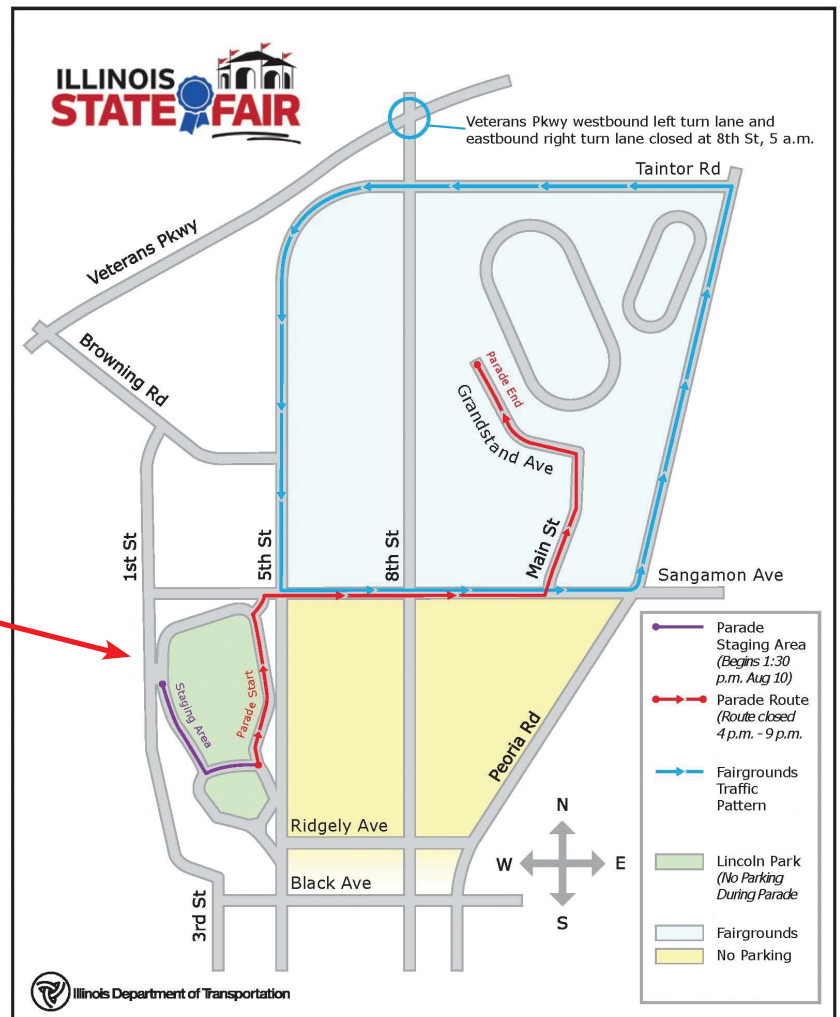 ILLINOIS
STATE FAIR
Veterans Pkwy westbound left turn lane and
eastbound right turn lane closed at 8th St, 5 a.m.
Taintor Rd
Veterans Pkwy
Browning Rd
Parade End
Grandstand Ave
1st St
5th St
8th St
Main St
Sangamon Ave
Staging Area
Parade Start
Peoria Rd
Ridgely Ave
Black Ave
3rd St
N
W
E
S
Parade
Staging Area
(Begins 1:30
p.m. Aug 10)
Parade Route
(Route closed
4 p.m. - 9 p.m.
Fairgrounds
Traffic
Pattern
Lincoln Park
(No Parking
During Parade
Fairgrounds
No Parking
Illinois Department of Transportation